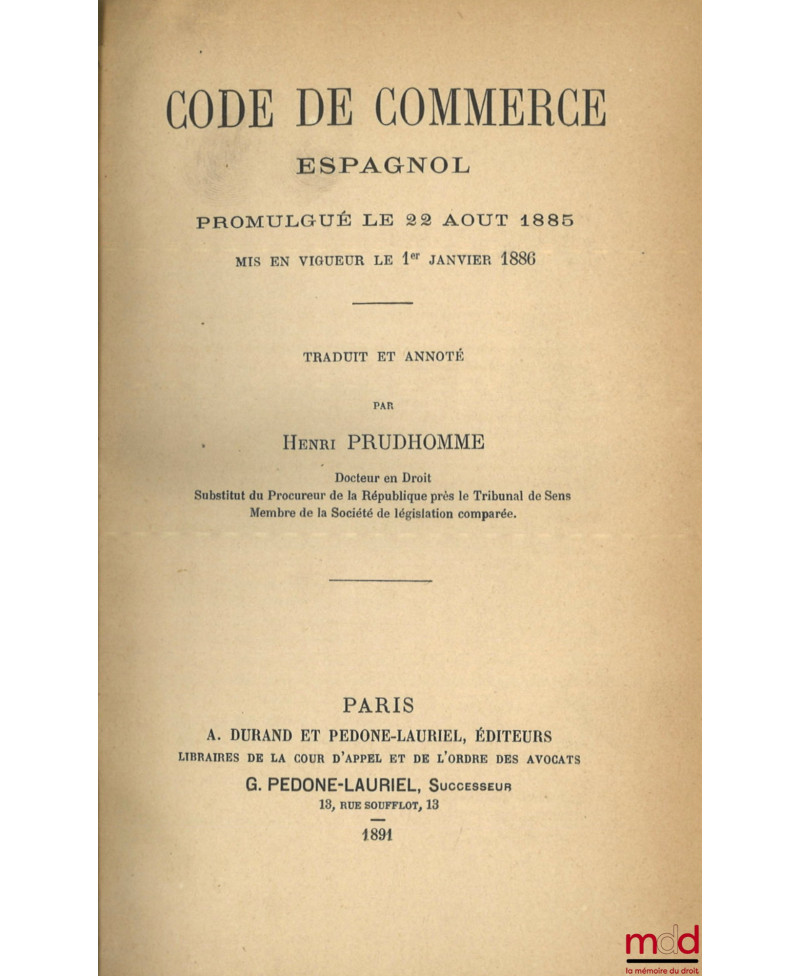 CODE DE COMMERCE
ESPAGNOL
PROMULGUÉ LE 22 AOUT 1885
MIS EN VIGUEUR LE 1er JANVIER 1886
TRADUIT ET ANNOTÉ
PAR
HENRI PRUDHOMME
Docteur en Droit
Substitut du Procureur de la République près le Tribunal de Sens
Membre de la Société de législation comparée.
PARIS
A. DURAND ET PEDONE-LAURIEL, ÉDITEURS
LIBRAIRES DE LA COUR D'APPEL ET DE L'ORDRE DES AVOCATS
G. PEDONE-LAURIEL, SUCCESSEUR
13, RUE SOUFFLOT, 13
1891
mdd
la mémoire du droit